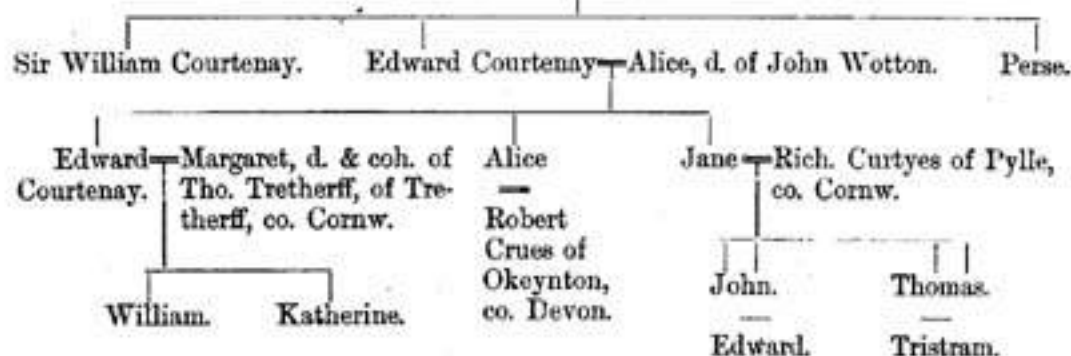 Sir William Courtenay.
Edward Courtenay
Alice, d. of John Wotton.
Perse.
Edward
Courtenay.
Margaret, d. & coh. of
Tho. Tretherff, of Tre-
therff, co. Cornw.
Alice
Robert
Crues of
Okeynton,
co. Devon.
Jane
Rich. Curtyes of Pylle,
co. Cornw.
William.
Katherine.
John.
Edward.
Thomas.
Tristram.